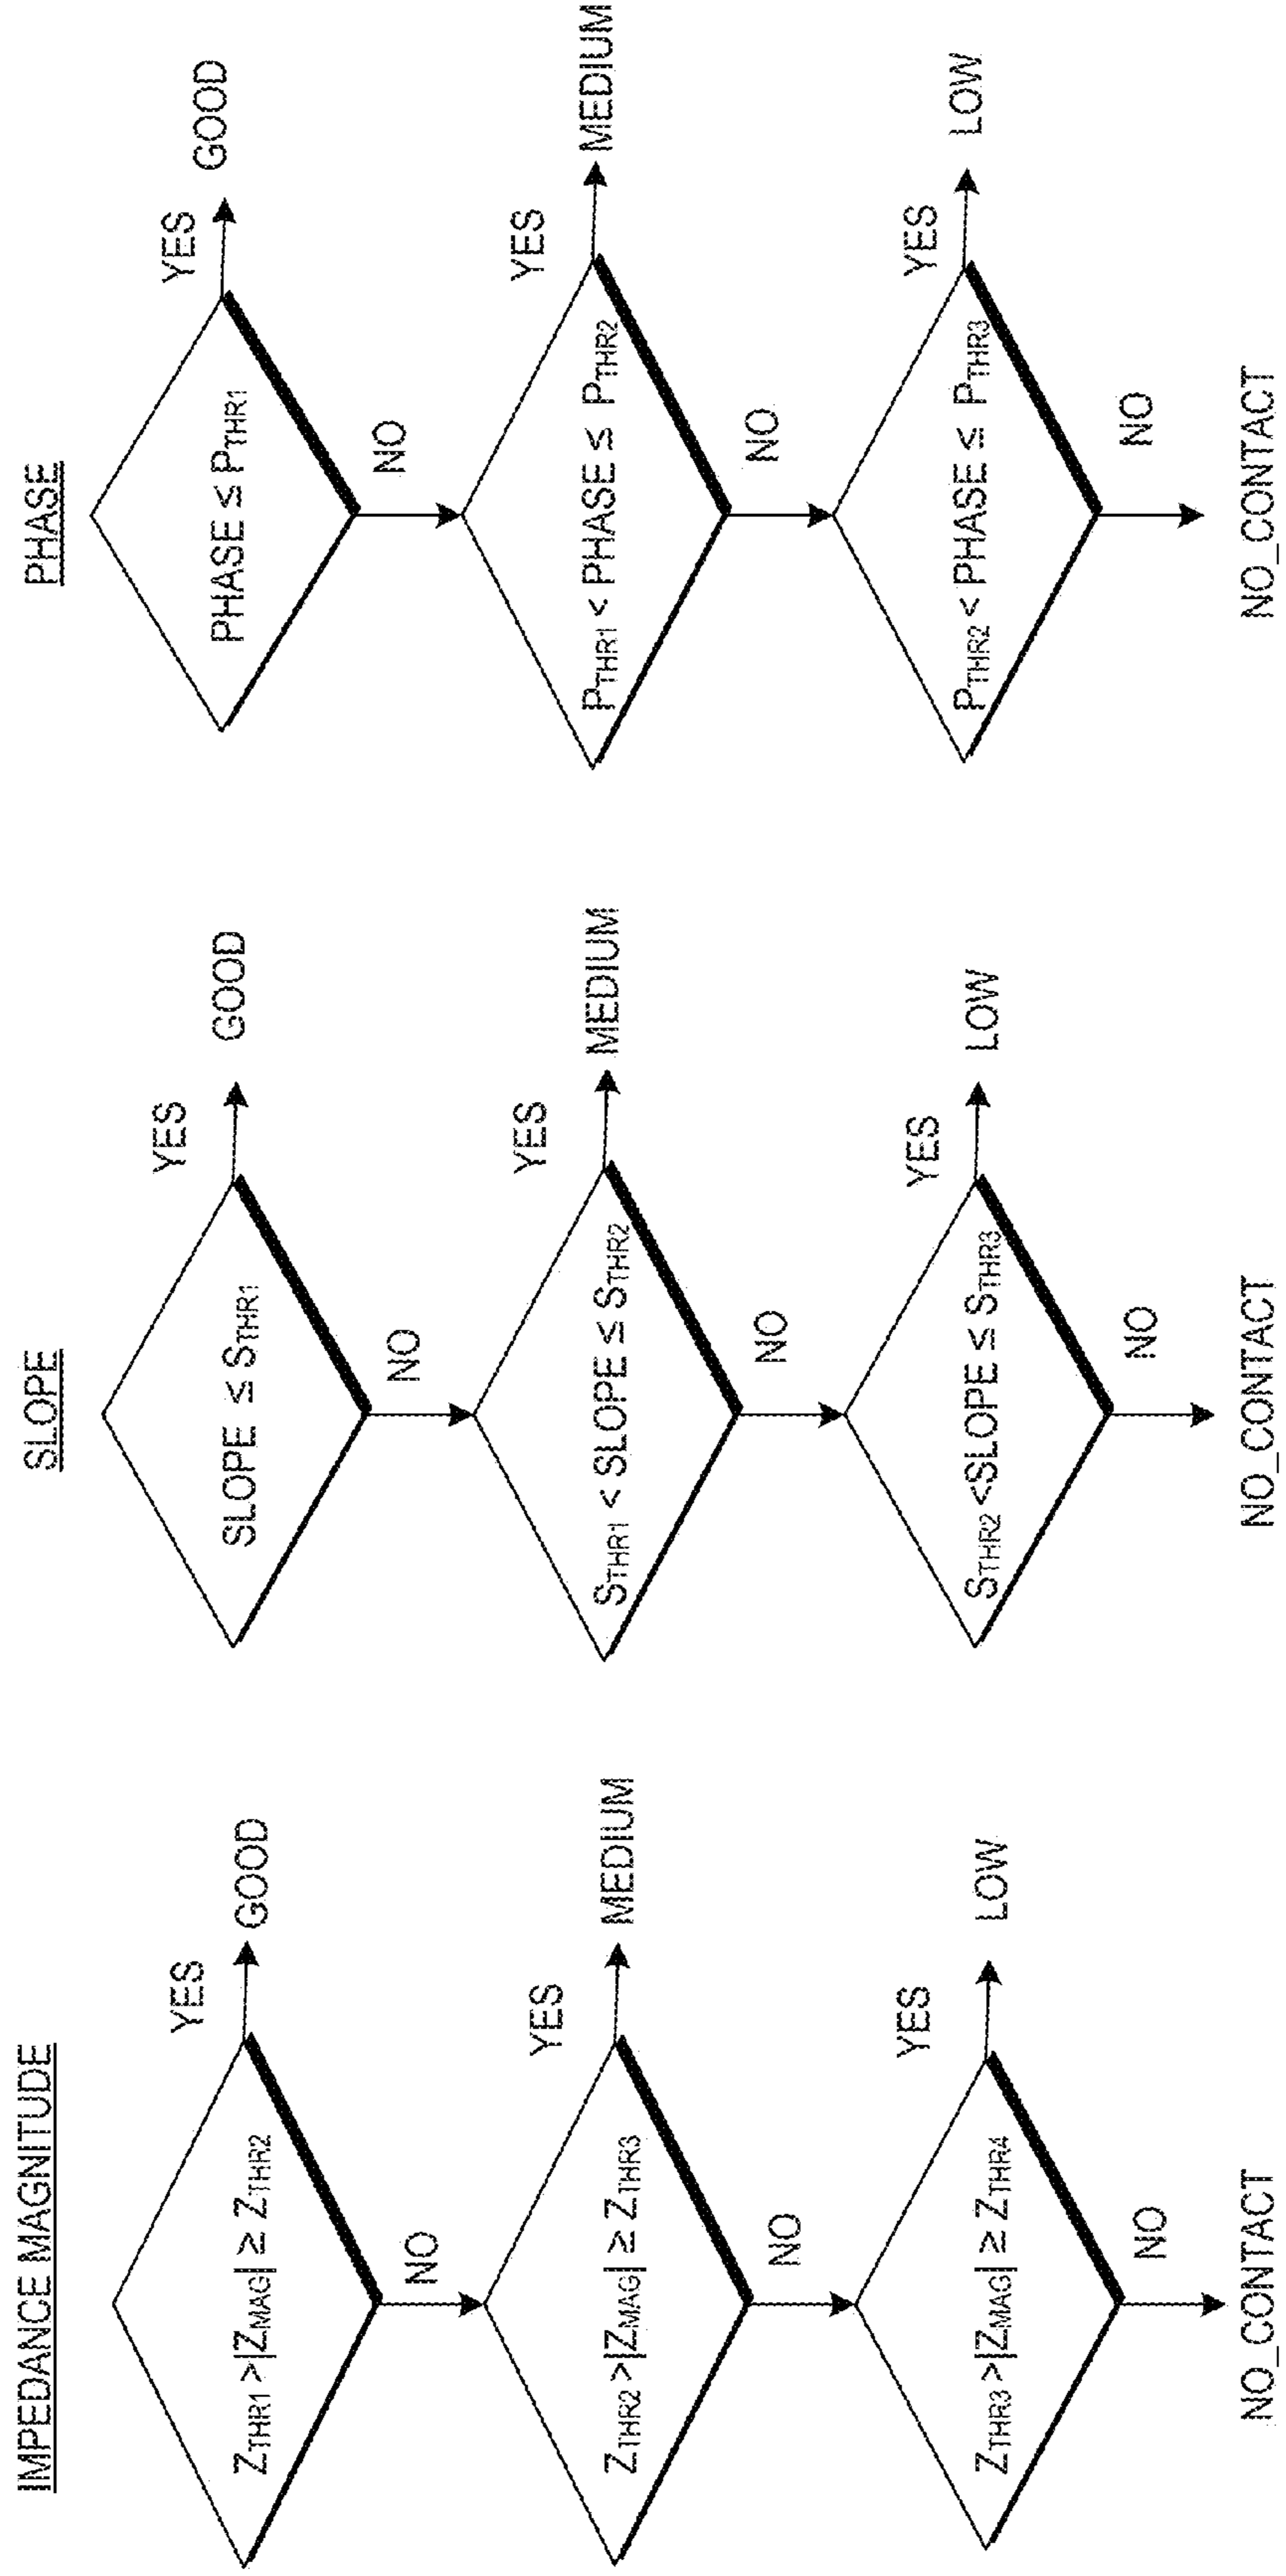 IMPEDANCE MAGNITUDE
ZTHR1 >|ZMAG| ≥ ZTHR2
YES
GOOD
NO
ZTHR2 >|ZMAG| ≥ ZTHR3
YES
MEDIUM
NO
ZTHR3 >|ZMAG| ≥ ZTHR4
YES
LOW
NO
NO_CONTACT
SLOPE
SLOPE ≤ STHR1
YES
GOOD
NO
STHR1 < SLOPE ≤ STHR2
YES
MEDIUM
NO
STHR2 <SLOPE ≤ STHR3
YES
LOW
NO
NO_CONTACT
PHASE
PHASE ≤ PTHR1
YES
GOOD
NO
PTHR1 < PHASE ≤ PTHR2
YES
MEDIUM
NO
PTHR2 < PHASE ≤ PTHR3
YES
LOW
NO
NO_CONTACT